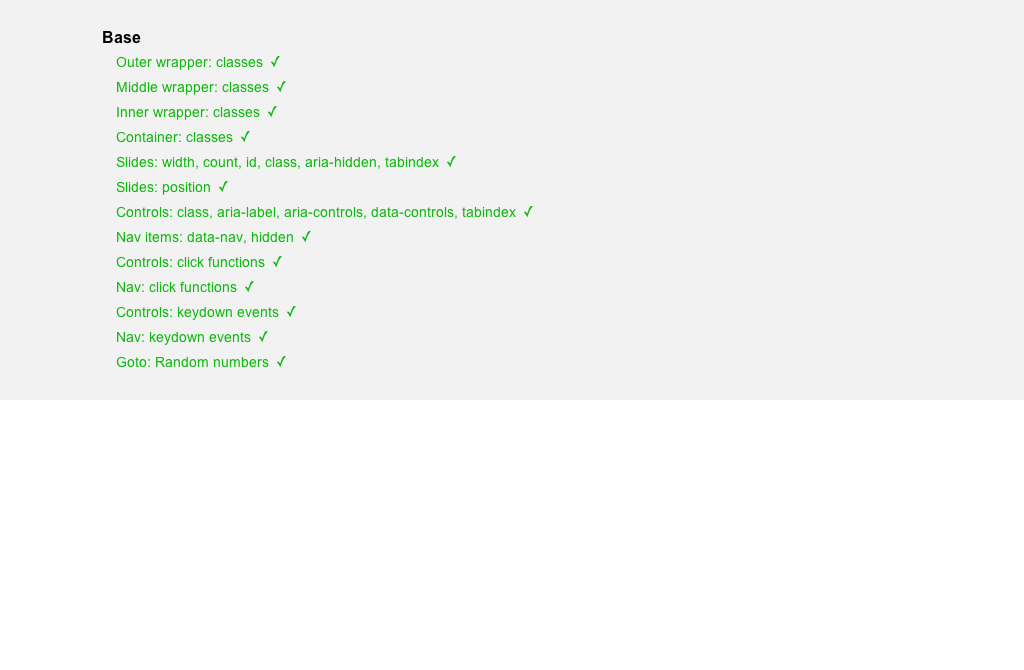 Base
Outer wrapper: classes ✓
Middle wrapper: classes ✓
Inner wrapper: classes ✓
Container: classes ✓
Slides: width, count, id, class, aria-hidden, tabindex ✓
Slides: position ✓
Controls: class, aria-label, aria-controls, data-controls, tabindex ✓
Nav items: data-nav, hidden ✓
Controls: click functions ✓
Nav: click functions ✓
Controls: keydown events ✓
Nav: keydown events ✓
Goto: Random numbers ✓